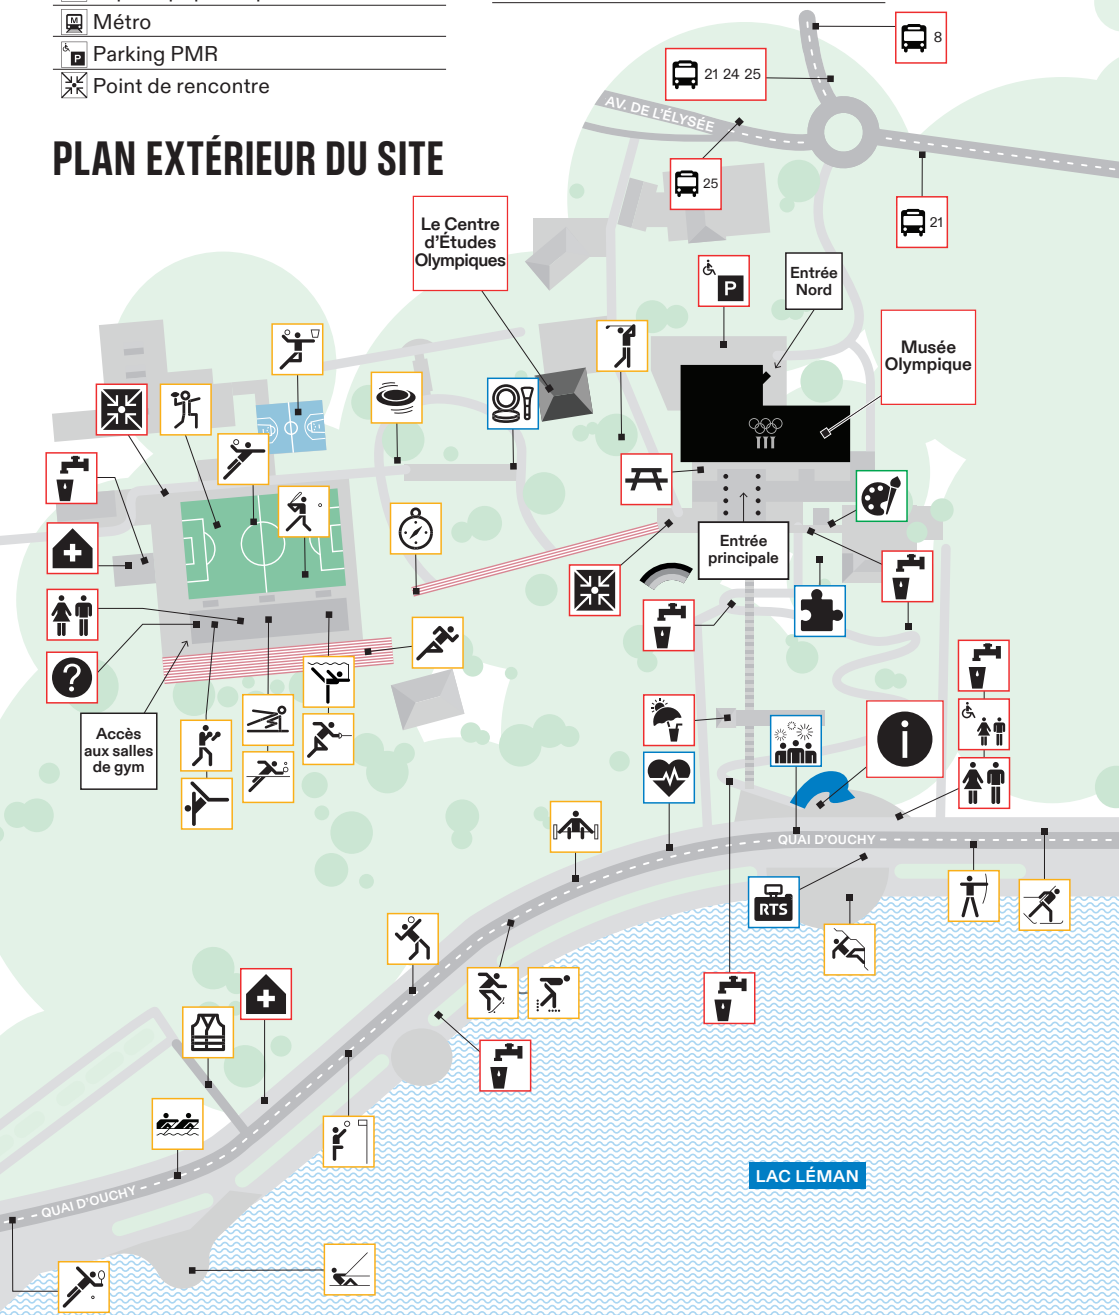 Métro
Parking PMR
Point de rencontre
PLAN EXTÉRIEUR DU SITE
8
21 24 25
AV. DE L'ÉLYSÉE
25
21
Le Centre
d'Études
Olympiques
P
Entrée
Nord
Musée
Olympique
Entrée
principale
?
Accès
aux salles
de gym
i
QUAI D'OUCHY
RTS
LAC LÉMAN
QUAI D'OUCHY